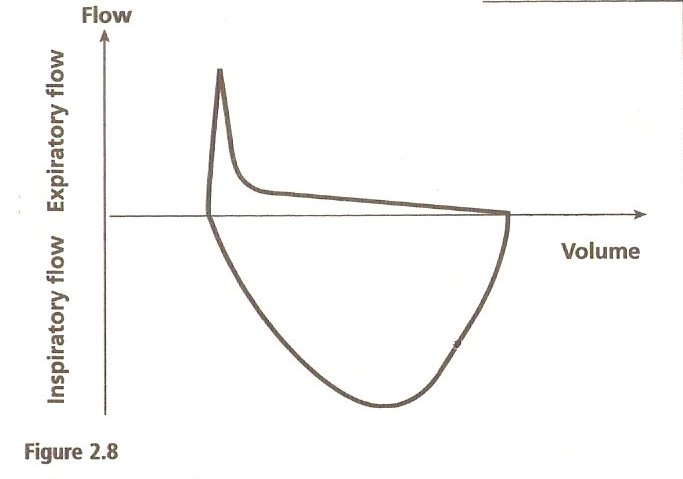 Flow
Expiratory flow
Inspiratory flow
Volume
Figure 2.8